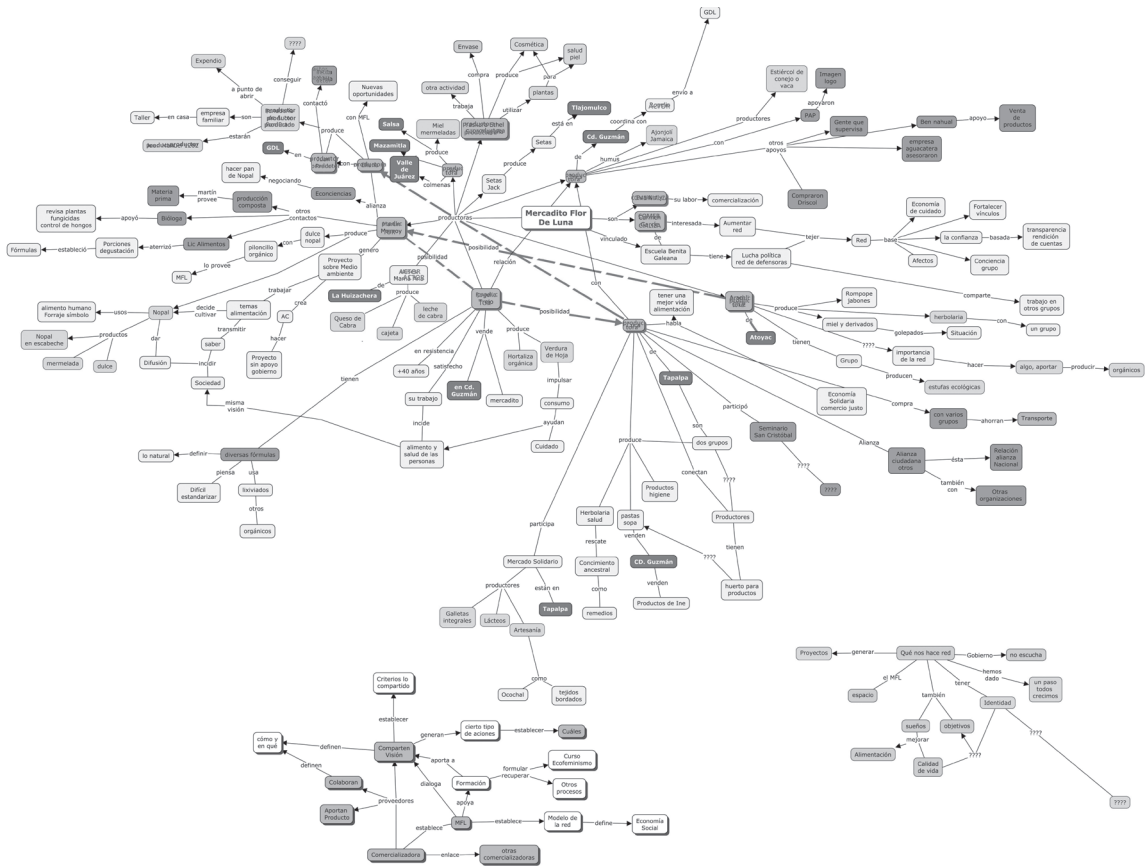 GDL
Envase
Cosmética
salud
piel
????
Expendio
compra
produce
para
conseguir
a punto de
abrir
otra actividad
trabaja
utilizar
plantas
Nuevas
oportunidades
contactó
con MFL
Taller
en casa
empresa
familiar
son
estarán
produce
GDL
en
con
Salsa
Miel
mermeladas
produce
Mazamitla
Valle
de
Juárez
colmenas
Setas
está en
Tlajomulco
produce
Setas
Jack
Cd. Guzmán
de
coordina con
envío a
Ajonjolí
Jamaica
humus
Estiércol de
conejo o
vaca
productores
Imagen
logo
apoyaron
PAP
Gente que
supervisa
Ben nanual
apoyo
Venta
de
productos
con
otros
apoyos
empresa
aguacatera
asesoraron
Compraron
Driscol
hacer pan
de Nopal
negociando
Econciencias
alianza
Materia
prima
martín
provee
producción
composta
otros
contactos
revisa plantas
fungicidas
control de hongos
apoyó
Bióloga
Fórmulas
estableció
Porciones
degustación
aterrizó
Lic Alimentos
produce
dulce
nopal
con
piloncillo
orgánico
lo provee
MFL
género
productoras
Mercadito Flor
De Luna
posibilidad
relación
vinculado
son
su labor
comercialización
interesada
Aumentar
red
de
Escuela Benita
Galeana
tiene
Lucha política
red de defensoras
tejer
Red
base
Economía
de cuidado
Fortalecer
vínculos
la confianza
basada
transparencia
rendición
de cuentas
Afectos
Conciencia
grupo
comparte
trabajo en
otros grupos
Proyecto
sobre Medio
ambiente
posibilidad
La Huizachera
produce
Queso de
Cabra
cajeta
leche
de cabra
trabajar
crea
AC
hacer
Proyecto
sin apoyo
gobierno
alimento humano
Forraje símbolo
usos
Nopal
decide
cultivar
temas
alimentación
transmitir
saber
incidir
Sociedad
dar
Difusión
productos
Nopal
en escabeche
mermelada
dulce
misma
visión
tienen
en resistencia
+40 años
satisfecho
su trabajo
incide
alimento y
salud de las
personas
vende
en Cd.
Guzmán
mercadito
produce
Hortaliza
orgánica
Verdura
de Hoja
impulsar
consumo
ayudan
Cuidado
posibilidad
con
tener una
mejor vida
alimentación
habla
de
Atoyac
produce
Rompope
jabones
herbolaria
con
un grupo
miel y derivados
golepados
Situación
????
importancia
de la red
hacer
algo, aportar
producir
orgánicos
tienen
Grupo
producen
estufas ecológicas
Economía
Solidaria
comercio justo
compra
con varios
grupos
ahorran
Transporte
Alianza
Alianza
ciudadana
otros
ésta
Relación
alianza
Nacional
también
con
Otras
organizaciones
de
Tapalpa
son
dos grupos
produce
conectan
????
participó
Seminario
San Cristóbal
????
????
lo natural
definir
diversas fórmulas
piensa
usa
Difícil
estandarizar
lixiviados
otros
orgánicos
Productos
higiene
Herbolaria
salud
rescate
Concimiento
ancestral
como
remedios
pastas
sopa
venden
CD. Guzmán
venden
Productos de Ine
Productores
tienen
huerto para
productos
????
participa
Mercado Solidario
productores
están en
Tapalpa
Galletas
integrales
Lácteos
Artesanía
como
Ocochal
tejidos
bordados
Criterios lo
compartido
establecer
cómo y
en qué
definen
Comparten
Visión
generan
cierto tipo
de aciones
establecer
Cuáles
definen
Colaboran
proveedores
Aportan
Producto
aporta a
dialoga
Formación
formular
recuperar
Curso
Ecofeminismo
Otros
procesos
apoya
MFL
establece
Modelo de
la red
define
Economía
Social
establece
Comercializadora
enlace
otras
comercializadoras
Proyectos
generar
Qué nos hace red
Gobierno
no escucha
el MFL
espacio
también
tener
hemos
dado
un paso
todos
crecimos
Identidad
sueños
objetivos
mejorar
Alimentación
Calidad
de vida
????
????
????